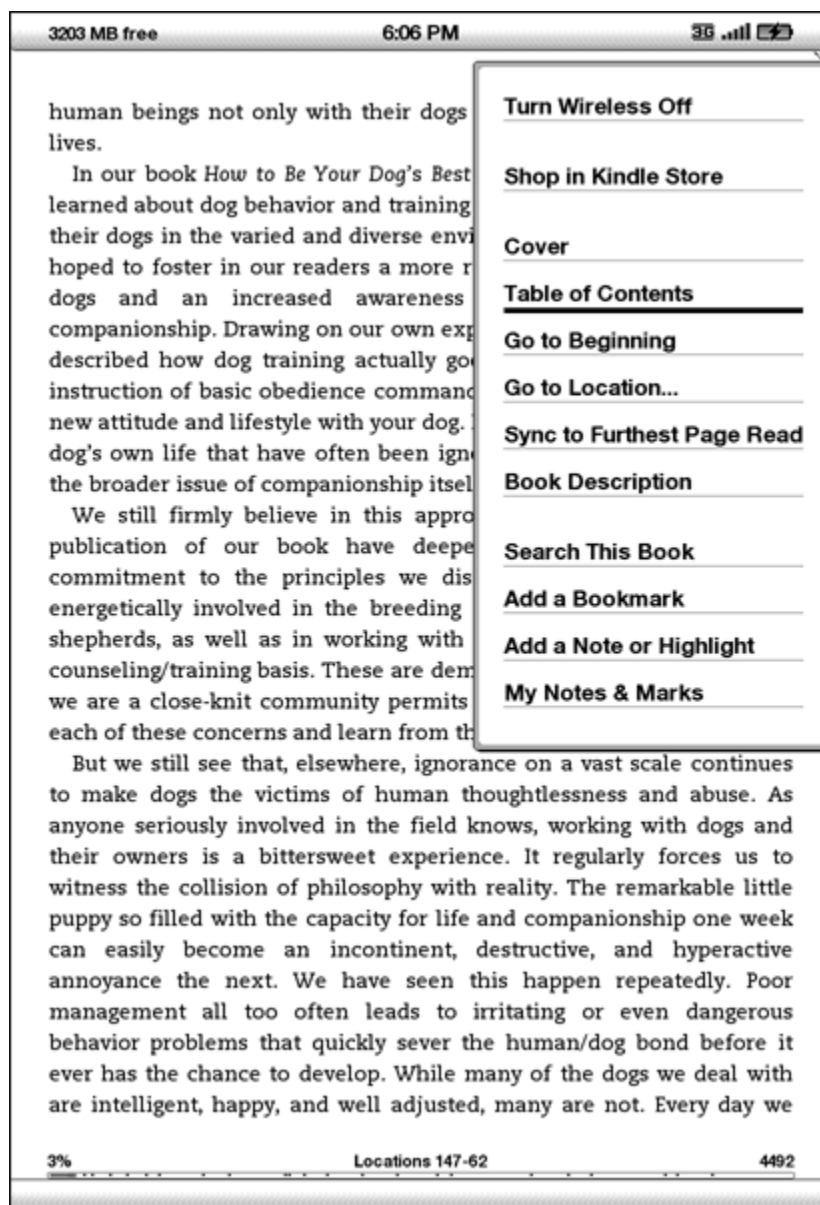 3203 MB free 6:06 PM 3G
human beings not only with their dogs
lives.
In our book How to Be Your Dog's Best
learned about dog behavior and training
their dogs in the varied and diverse envi
hoped to foster in our readers a more r
dogs and an increased awareness
companionship. Drawing on our own exp
described how dog training actually go
instruction of basic obedience command
new attitude and lifestyle with your dog.
dog's own life that have often been ign
the broader issue of companionship itsel
We still firmly believe in this appro
publication of our book have deepe
commitment to the principles we dis
energetically involved in the breeding
shepherds, as well as in working with
counseling/training basis. These are dem
we are a close-knit community permits
each of these concerns and learn from th
Turn Wireless Off
Shop in Kindle Store
Cover
Table of Contents
Go to Beginning
Go to Location...
Sync to Furthest Page Read
Book Description
Search This Book
Add a Bookmark
Add a Note or Highlight
My Notes & Marks
But we still see that, elsewhere, ignorance on a vast scale continues
to make dogs the victims of human thoughtlessness and abuse. As
anyone seriously involved in the field knows, working with dogs and
their owners is a bittersweet experience. It regularly forces us to
witness the collision of philosophy with reality. The remarkable little
puppy so filled with the capacity for life and companionship one week
can easily become an incontinent, destructive, and hyperactive
annoyance the next. We have seen this happen repeatedly. Poor
management all too often leads to irritating or even dangerous
behavior problems that quickly sever the human/dog bond before it
ever has the chance to develop. While many of the dogs we deal with
are intelligent, happy, and well adjusted, many are not. Every day we
3% Locations 147-62 4492